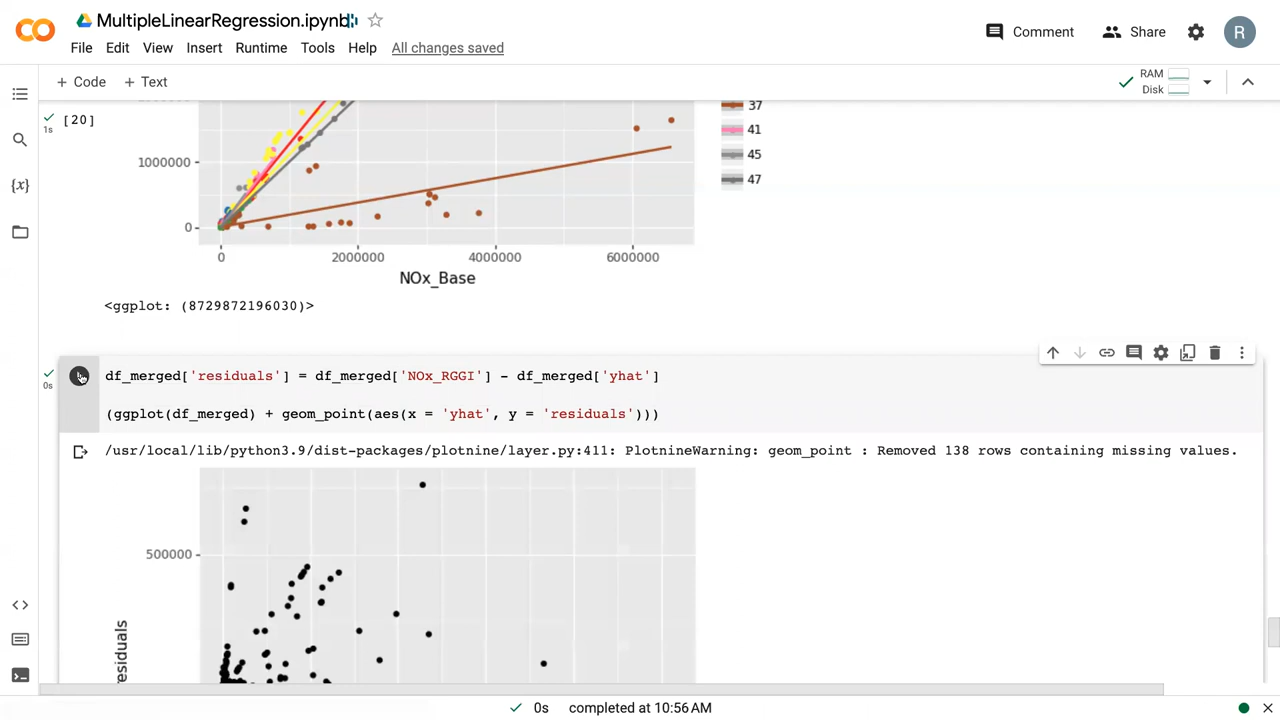 MultipleLinearRegression.ipynb
File Edit View Insert Runtime Tools Help All changes saved
Comment
Share
R
+ Code + Text
RAM
Disk
1s
[20]
1000000
0
0 2000000 4000000 6000000
NOx_Base
37
41
45
47
<ggplot: (8729872196030)>
0s
df_merged['residuals'] = df_merged['NOx_RGGI'] - df_merged['yhat']
(ggplot(df_merged) + geom_point(aes(x = 'yhat', y = 'residuals')))
/usr/local/lib/python3.9/dist-packages/plotnine/layer.py:411: PlotnineWarning: geom_point : Removed 138 rows containing missing values.
500000
0s completed at 10:56 AM